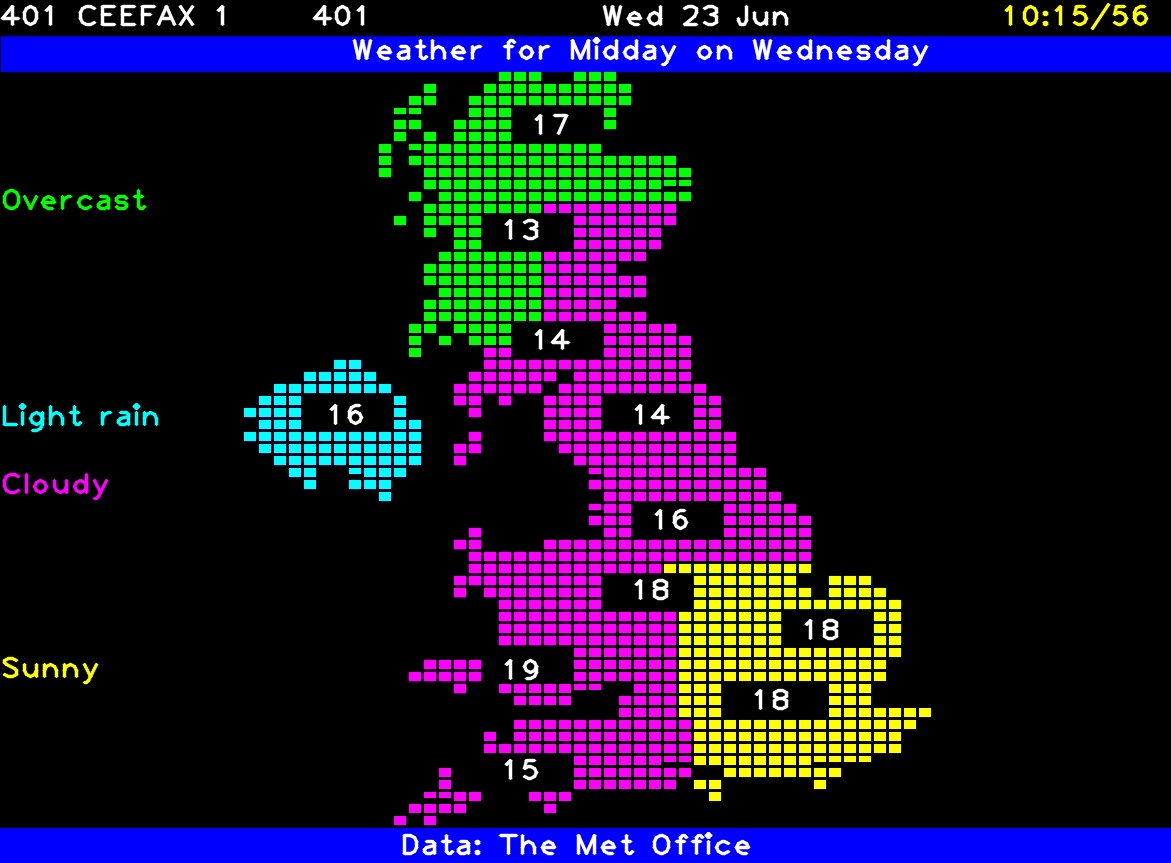 401 CEEFAX 1 401 Wed 23 Jun 10:15/56
Weather for Midday on Wednesday
17
Overcast
13
14
Light rain 16 14
Cloudy
16
18
18
Sunny 19
18
15
Data: The Met Office